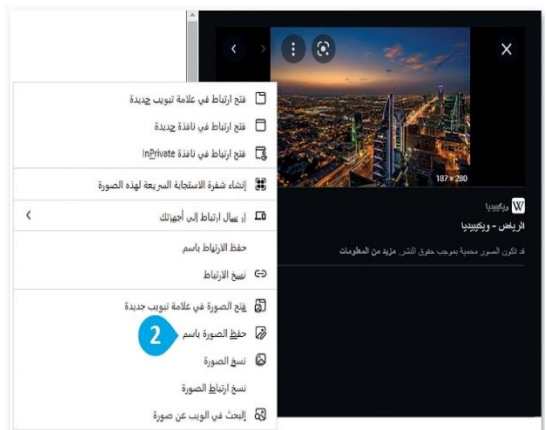 187 × 280
W ويكيبيديا
الرياض - ويكيبيديا
قد تكون الصور محمية بموجب حقوق النشر. مزيد من المعلومات
فتح ارتباط في علامة تبويب جديدة
فتح ارتباط في نافذة جديدة
فتح ارتباط في نافذة InPrivate
إنشاء شفرة الاستجابة السريعة لهذه الصورة
إرسال ارتباط إلى أجهزتك
حفظ الارتباط باسم
نسخ الارتباط
فتح الصورة في علامة تبويب جديدة
حفظ الصورة باسم
2
نسخ الصورة
نسخ ارتباط الصورة
البحث في الويب عن صورة